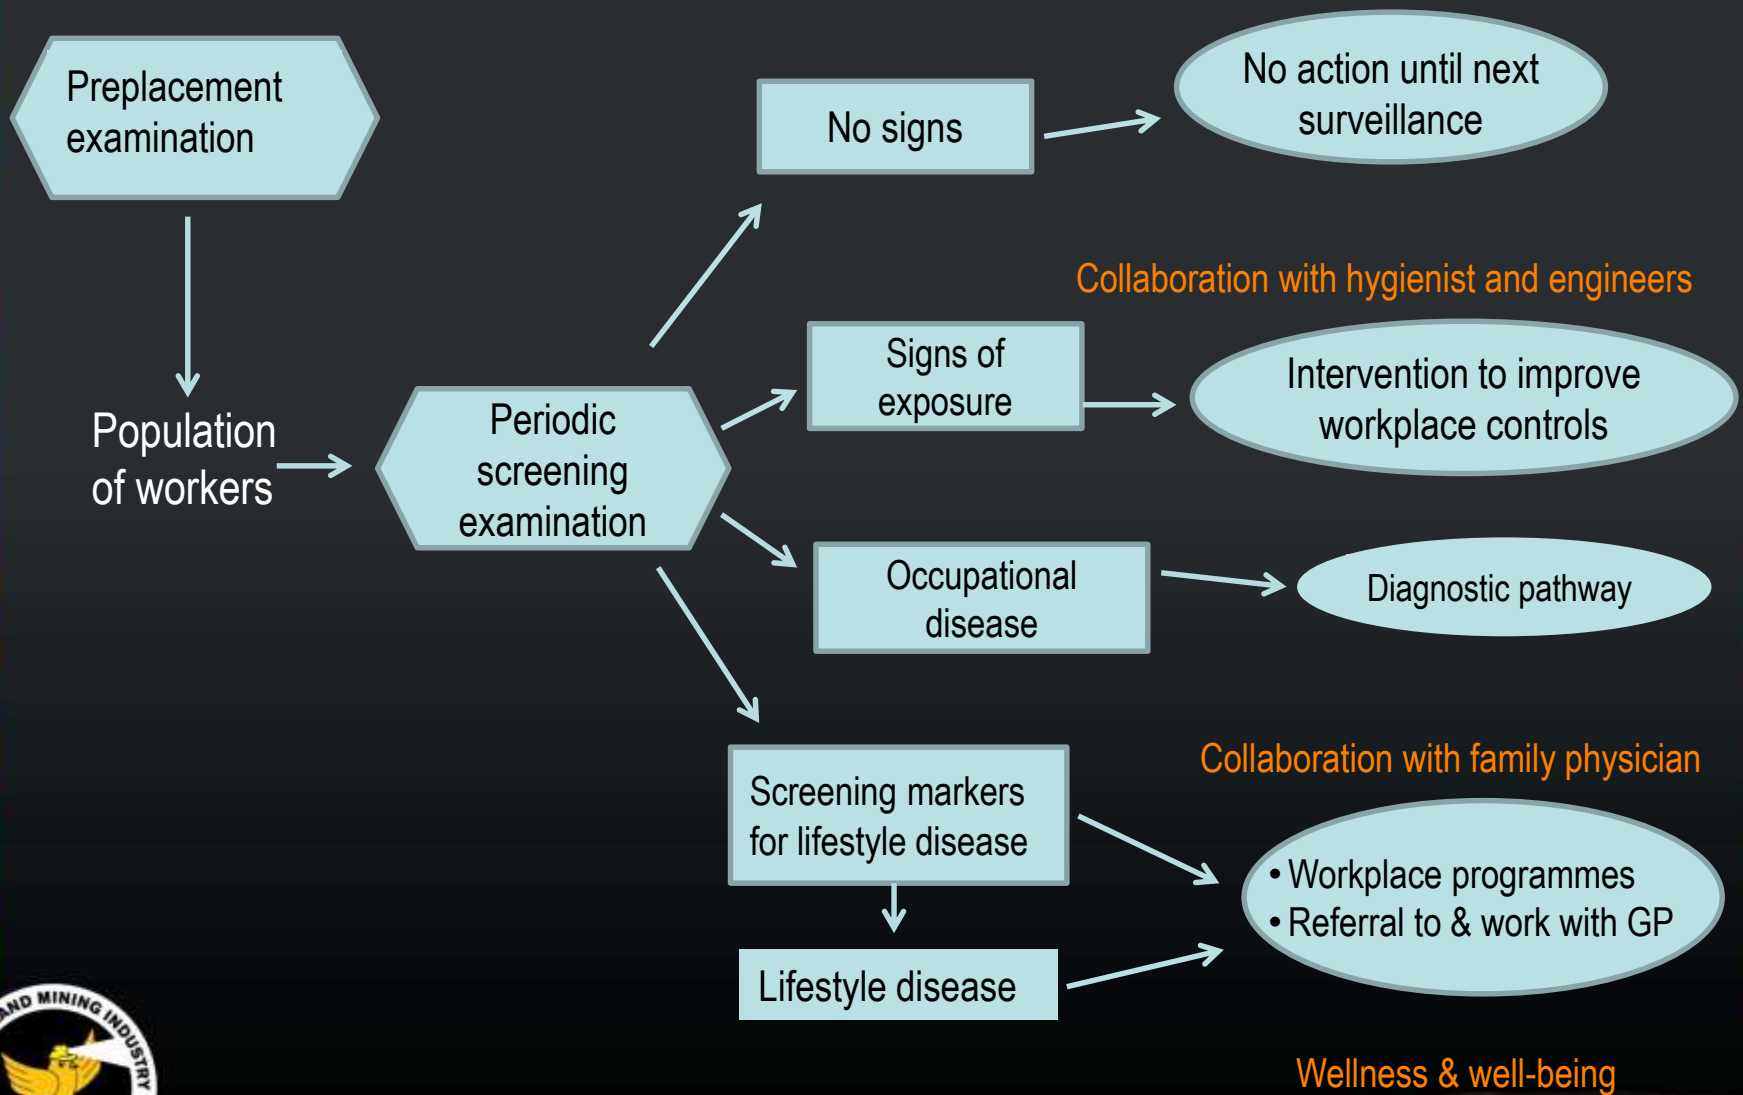 Preplacement
examination
No signs
No action until next
surveillance
Collaboration with hygienist and engineers
Population
of workers
Periodic
screening
examination
Signs of
exposure
Intervention to improve
workplace controls
Occupational
disease
Diagnostic pathway
Screening markers
for lifestyle disease
Collaboration with family physician
• Workplace programmes
• Referral to & work with GP
Lifestyle disease
Wellness & well-being
AND MINING INDUSTRY